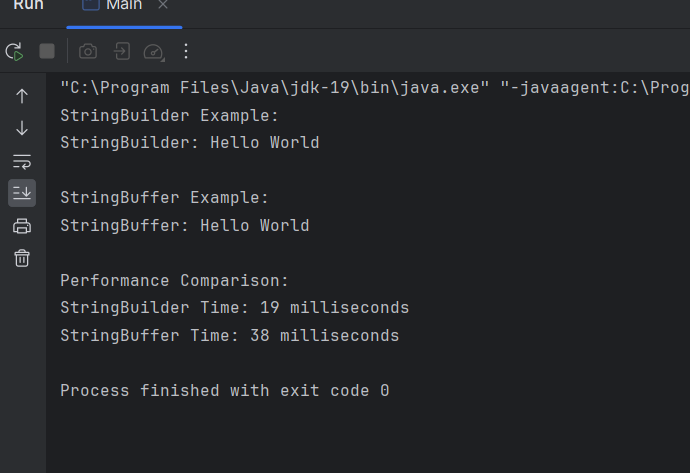 Run
Main
"C:\Program Files\Java\jdk-19\bin\java.exe" "-javaagent:C:\Prog
StringBuilder Example:
StringBuilder: Hello World
StringBuffer Example:
StringBuffer: Hello World
Performance Comparison:
StringBuilder Time: 19 milliseconds
StringBuffer Time: 38 milliseconds
Process finished with exit code 0